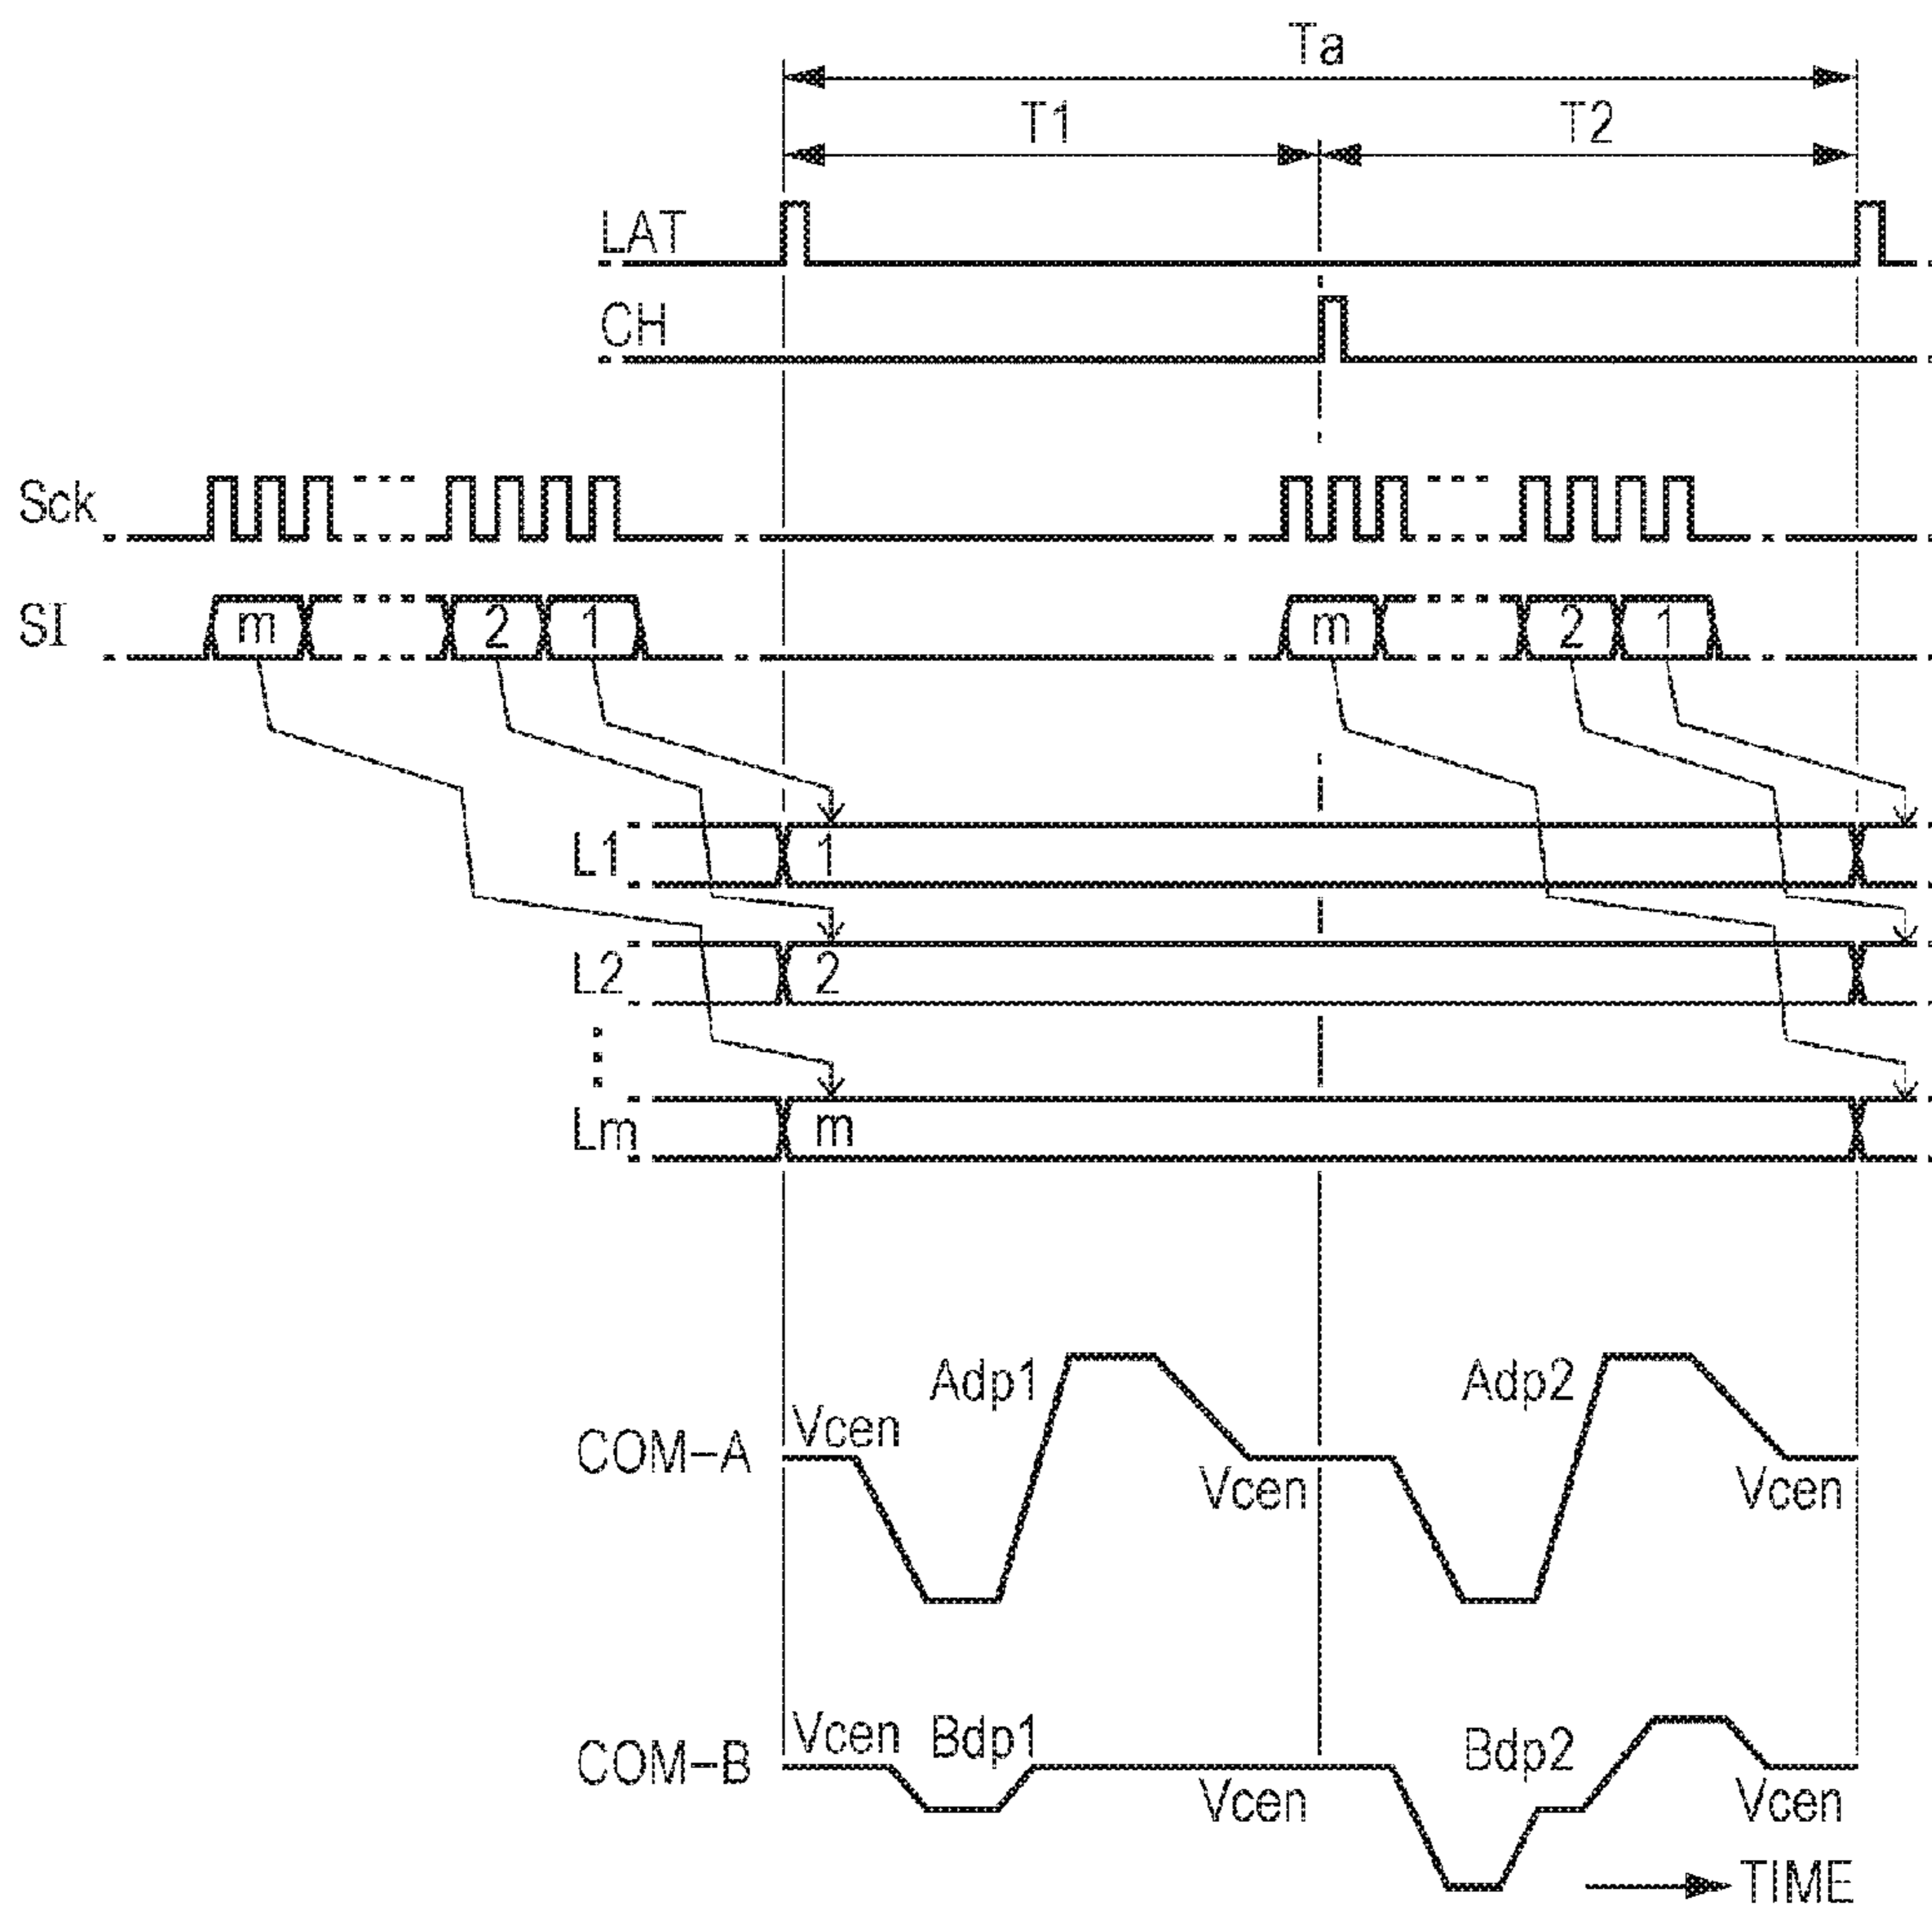 Ta
T1 T2
LAT
CH
Sck
SI m 2 1 m 2 1
L1 1
L2 2
Lm m
Adp1 Adp2
COM-A Vcen Vcen Vcen
COM-B Vcen Bdp1 Vcen Bdp2 Vcen
TIME